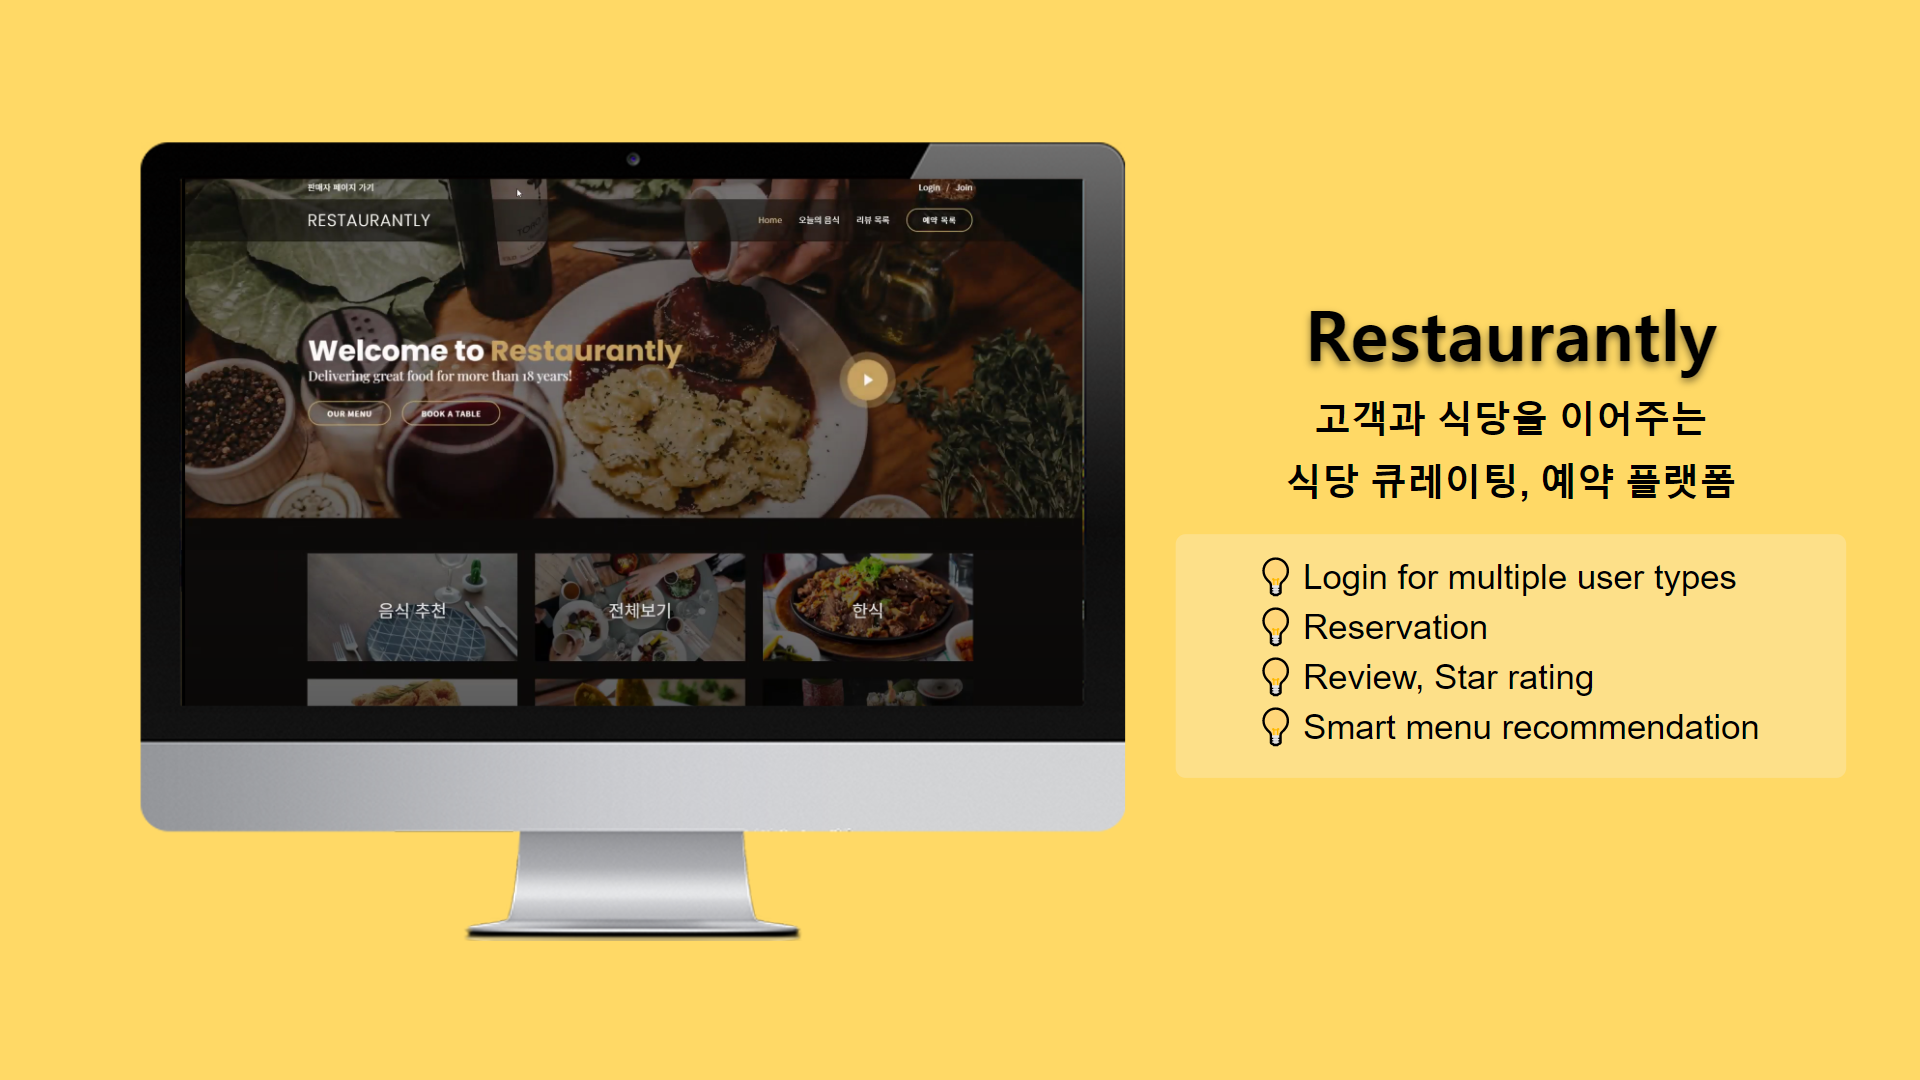 판매자 페이지 가기
Login / Join
RESTAURANTLY
Home 오늘의 음식 리뷰 목록 예약 목록
Welcome to Restaurantly
Delivering great food for more than 18 years!
OUR MENU BOOK A TABLE
음식 추천 전체보기 한식
Restaurantly
고객과 식당을 이어주는
식당 큐레이팅, 예약 플랫폼
Login for multiple user types
Reservation
Review, Star rating
Smart menu recommendation